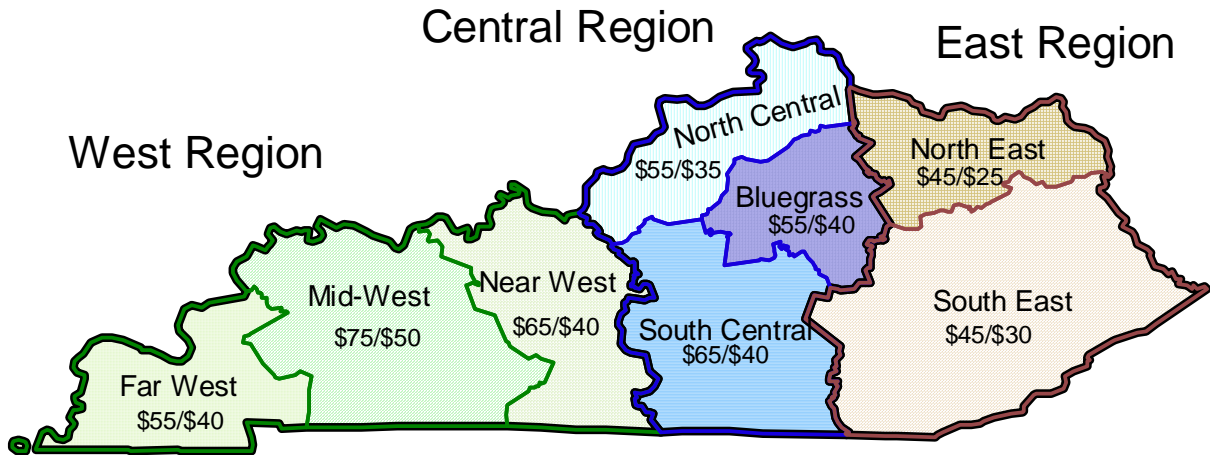 Central Region
East Region
West Region
North Central
$55/$35
North East
$45/$25
Bluegrass
$55/$40
Near West
$65/$40
Mid-West
$75/$50
South East
$45/$30
South Central
$65/$40
Far West
$55/$40